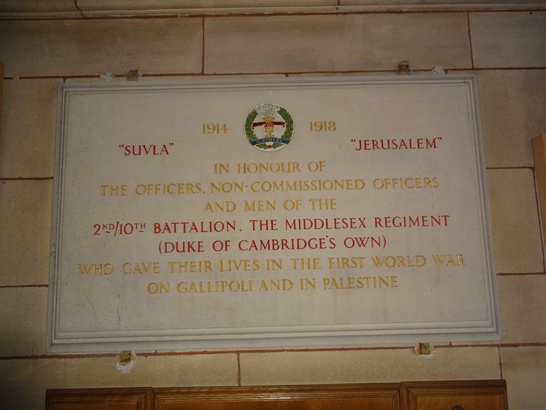 1914 1918
"SUVLA" "JERUSALEM"
IN HONOUR OF
THE OFFICERS, NON-COMMISSIONED OFFICERS
AND MEN OF THE
2ND/10TH BATTALION. THE MIDDLESEX REGIMENT
(DUKE OF CAMBRIDGE'S OWN)
WHO GAVE THEIR LIVES IN THE FIRST WORLD WAR
ON GALLIPOLI AND IN PALESTINE